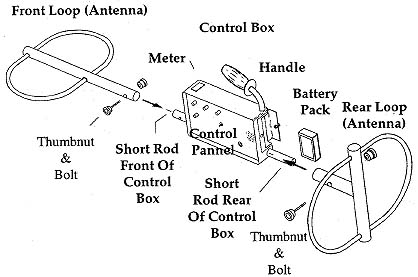 Front Loop (Antenna)
Control Box
Meter
Handle
Battery
Pack
Rear Loop
(Antenna)
Thumbnut
&
Bolt
Short Rod
Front Of
Control
Box
Control
Pannel
Short
Rod Rear
Of Control
Box
Thumbnut
&
Bolt